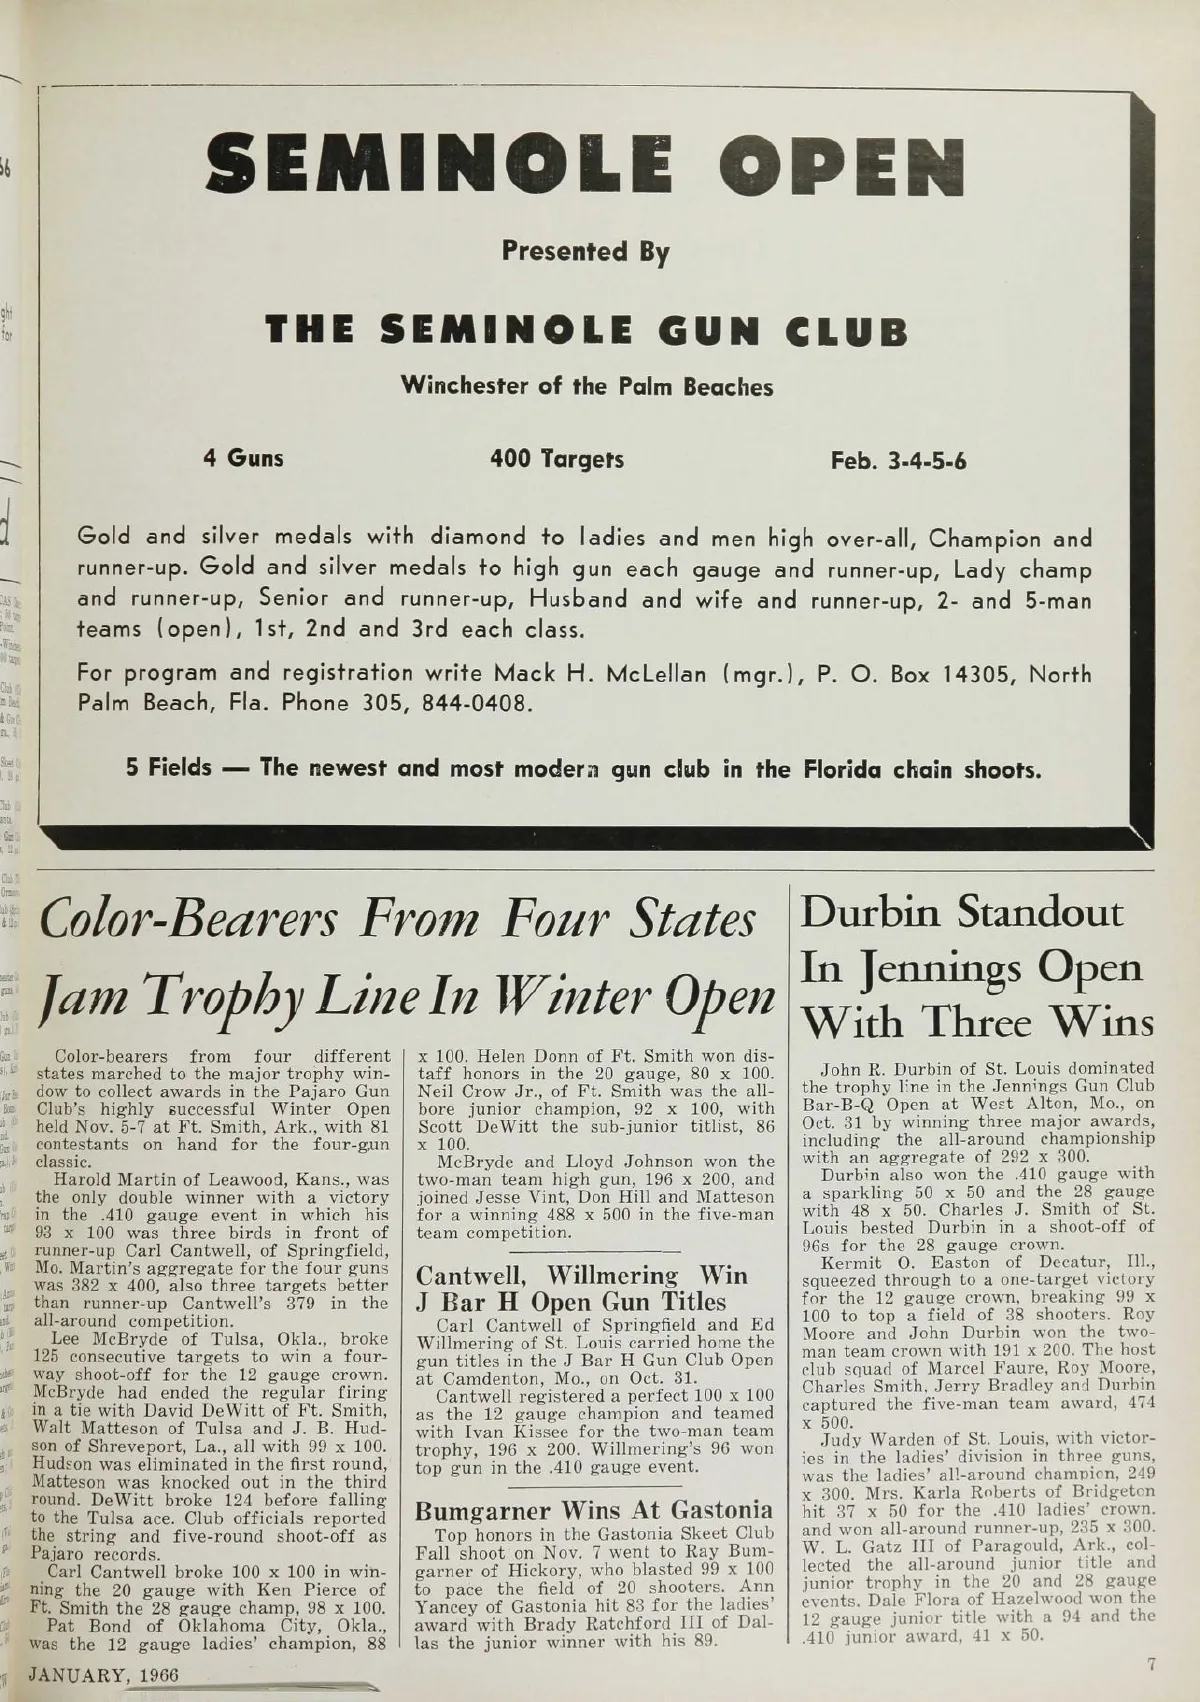 SEMINOLE OPEN
Presented By
THE SEMINOLE GUN CLUB
Winchester of the Palm Beaches
4 Guns 400 Targets Feb. 3-4-5-6
Gold and silver medals with diamond to ladies and men high over-all, Champion and
runner-up. Gold and silver medals to high gun each gauge and runner-up, Lady champ
and runner-up, Senior and runner-up, Husband and wife and runner-up, 2- and 5-man
teams (open), 1st, 2nd and 3rd each class.
For program and registration write Mack H. McLellan (mgr.), P. O. Box 14305, North
Palm Beach, Fla. Phone 305, 844-0408.
5 Fields — The newest and most modern gun club in the Florida chain shoots.
Color-Bearers From Four States
Jam Trophy Line In Winter Open
Color-bearers from four different
states marched to the major trophy win-
dow to collect awards in the Pajaro Gun
Club's highly successful Winter Open
held Nov. 5-7 at Ft. Smith, Ark., with 81
contestants on hand for the four-gun
classic.
Harold Martin of Leawood, Kans., was
the only double winner with a victory
in the .410 gauge event in which his
93 x 100 was three birds in front of
runner-up Carl Cantwell, of Springfield,
Mo. Martin's aggregate for the four guns
was 382 x 400, also three targets better
than runner-up Cantwell's 379 in the
all-around competition.
Lee McBryde of Tulsa, Okla., broke
125 consecutive targets to win a four-
way shoot-off for the 12 gauge crown.
McBryde had ended the regular firing
in a tie with David DeWitt of Ft. Smith,
Walt Matteson of Tulsa and J. B. Hud-
son of Shreveport, La., all with 99 x 100.
Hudson was eliminated in the first round,
Matteson was knocked out in the third
round. DeWitt broke 124 before falling
to the Tulsa ace. Club officials reported
the string and five-round shoot-off as
Pajaro records.
Carl Cantwell broke 100 x 100 in win-
ning the 20 gauge with Ken Pierce of
Ft. Smith the 28 gauge champ, 98 x 100.
Pat Bond of Oklahoma City, Okla.,
was the 12 gauge ladies' champion, 88
x 100. Helen Donn of Ft. Smith won dis-
taff honors in the 20 gauge, 80 x 100.
Neil Crow Jr., of Ft. Smith was the all-
bore junior champion, 92 x 100, with
Scott DeWitt the sub-junior titlist, 86
x 100.
McBryde and Lloyd Johnson won the
two-man team high gun, 196 x 200, and
joined Jesse Vint, Don Hill and Matteson
for a winning 488 x 500 in the five-man
team competition.
Cantwell, Willmering Win
J Bar H Open Gun Titles
Carl Cantwell of Springfield and Ed
Willmering of St. Louis carried home the
gun titles in the J Bar H Gun Club Open
at Camdenton, Mo., on Oct. 31.
Cantwell registered a perfect 100 x 100
as the 12 gauge champion and teamed
with Ivan Kissee for the two-man team
trophy, 196 x 200. Willmering's 96 won
top gun in the .410 gauge event.
Bumgarner Wins At Gastonia
Top honors in the Gastonia Skeet Club
Fall shoot on Nov. 7 went to Ray Bum-
garner of Hickory, who blasted 99 x 100
to pace the field of 20 shooters. Ann
Yancey of Gastonia hit 83 for the ladies'
award with Brady Ratchford III of Dal-
las the junior winner with his 89.
Durbin Standout
In Jennings Open
With Three Wins
John R. Durbin of St. Louis dominated
the trophy line in the Jennings Gun Club
Bar-B-Q Open at West Alton, Mo., on
Oct. 31 by winning three major awards,
including the all-around championship
with an aggregate of 292 x 300.
Durbin also won the .410 gauge with
a sparkling 50 x 50 and the 28 gauge
with 48 x 50. Charles J. Smith of St.
Louis bested Durbin in a shoot-off of
96s for the 28 gauge crown.
Kermit O. Easton of Decatur, Ill.,
squeezed through to a one-target victory
for the 12 gauge crown, breaking 99 x
100 to top a field of 38 shooters. Roy
Moore and John Durbin won the two-
man team crown with 191 x 200. The host
club squad of Marcel Faure, Roy Moore,
Charles Smith, Jerry Bradley and Durbin
captured the five-man team award, 474
x 500.
Judy Warden of St. Louis, with victor-
ies in the ladies' division in three guns,
was the ladies' all-around champion, 249
x 300. Mrs. Karla Roberts of Bridgeton
hit 37 x 50 for the .410 ladies' crown.
and won all-around runner-up, 235 x 300.
W. L. Gatz III of Paragould, Ark., col-
lected the all-around junior title and
junior trophy in the 20 and 28 gauge
events. Dale Flora of Hazelwood won the
12 gauge junior title with a 94 and the
.410 junior award, 41 x 50.
JANUARY, 1966
7